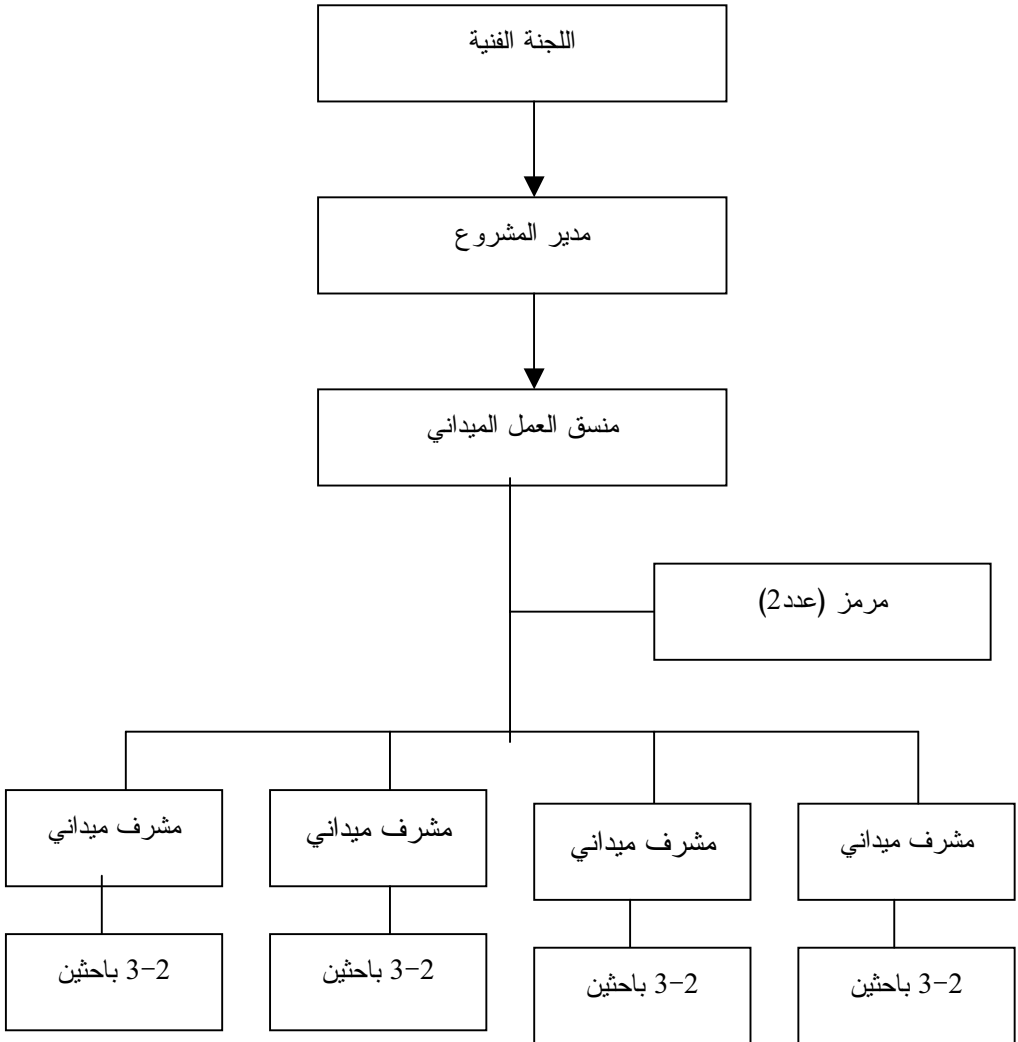 اللجنة الفنية
مدير المشروع
منسق العمل الميداني
مرمز (عدد2)
مشرف ميداني
مشرف ميداني
مشرف ميداني
مشرف ميداني
2-3 باحثين
2-3 باحثين
2-3 باحثين
2-3 باحثين